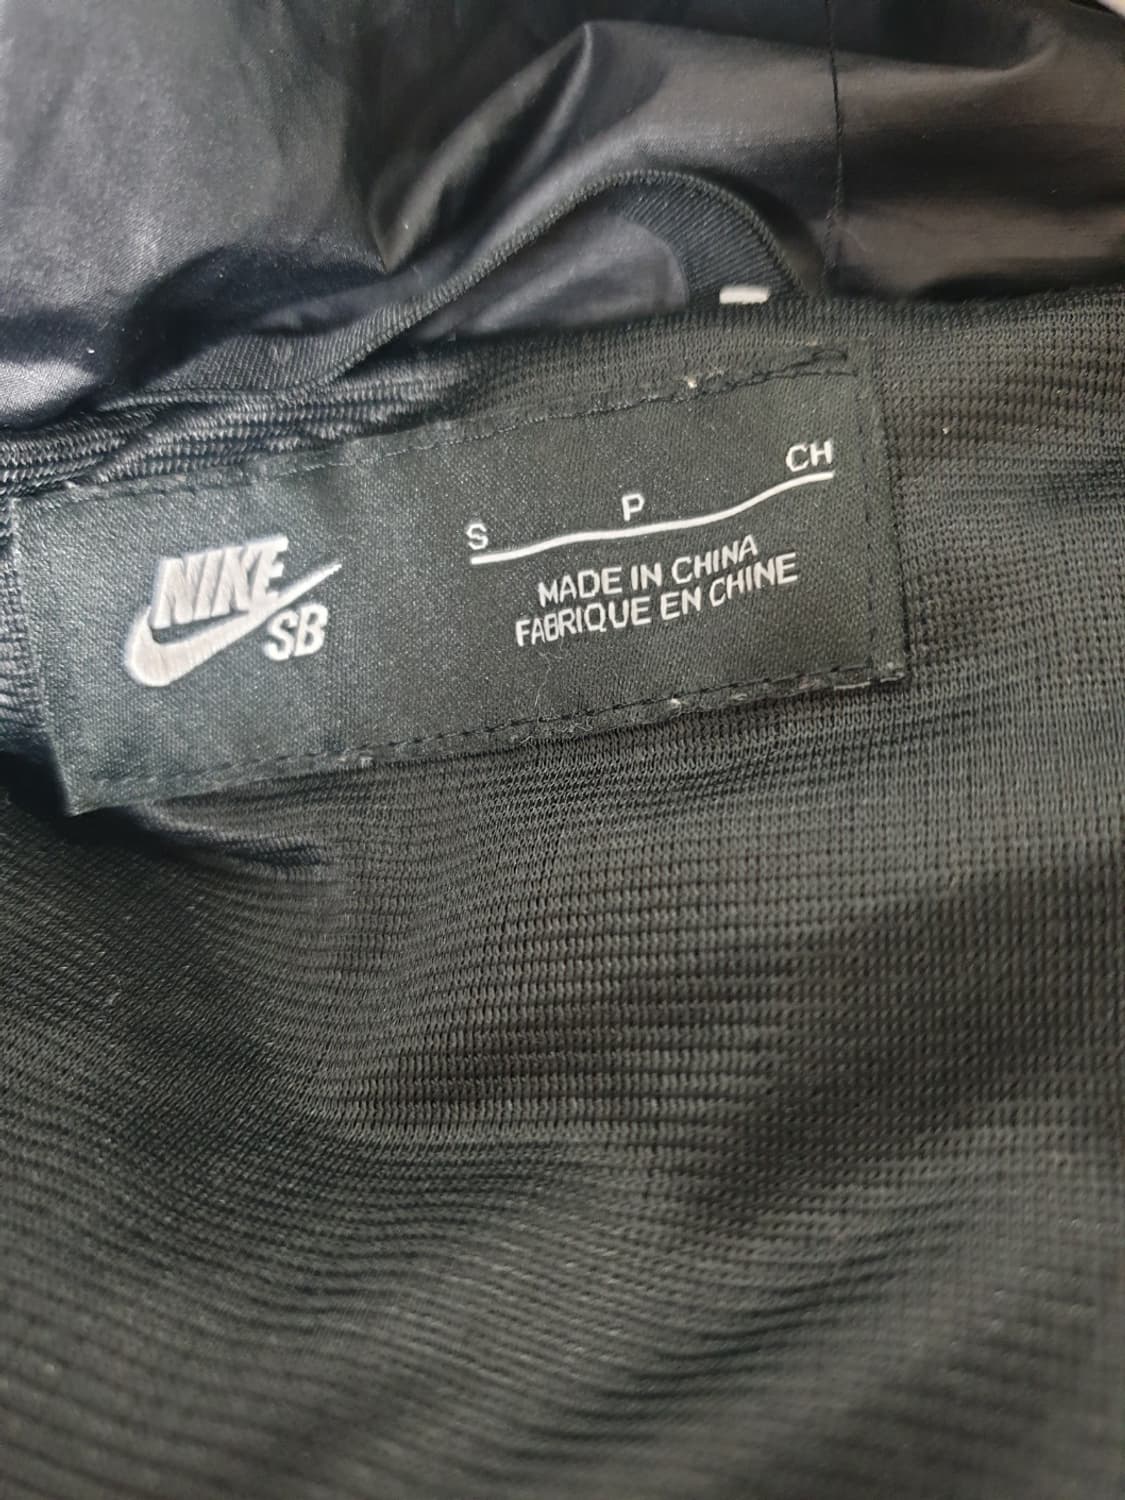 NIKE
SB
S P CH
MADE IN CHINA
FABRIQUE EN CHINE